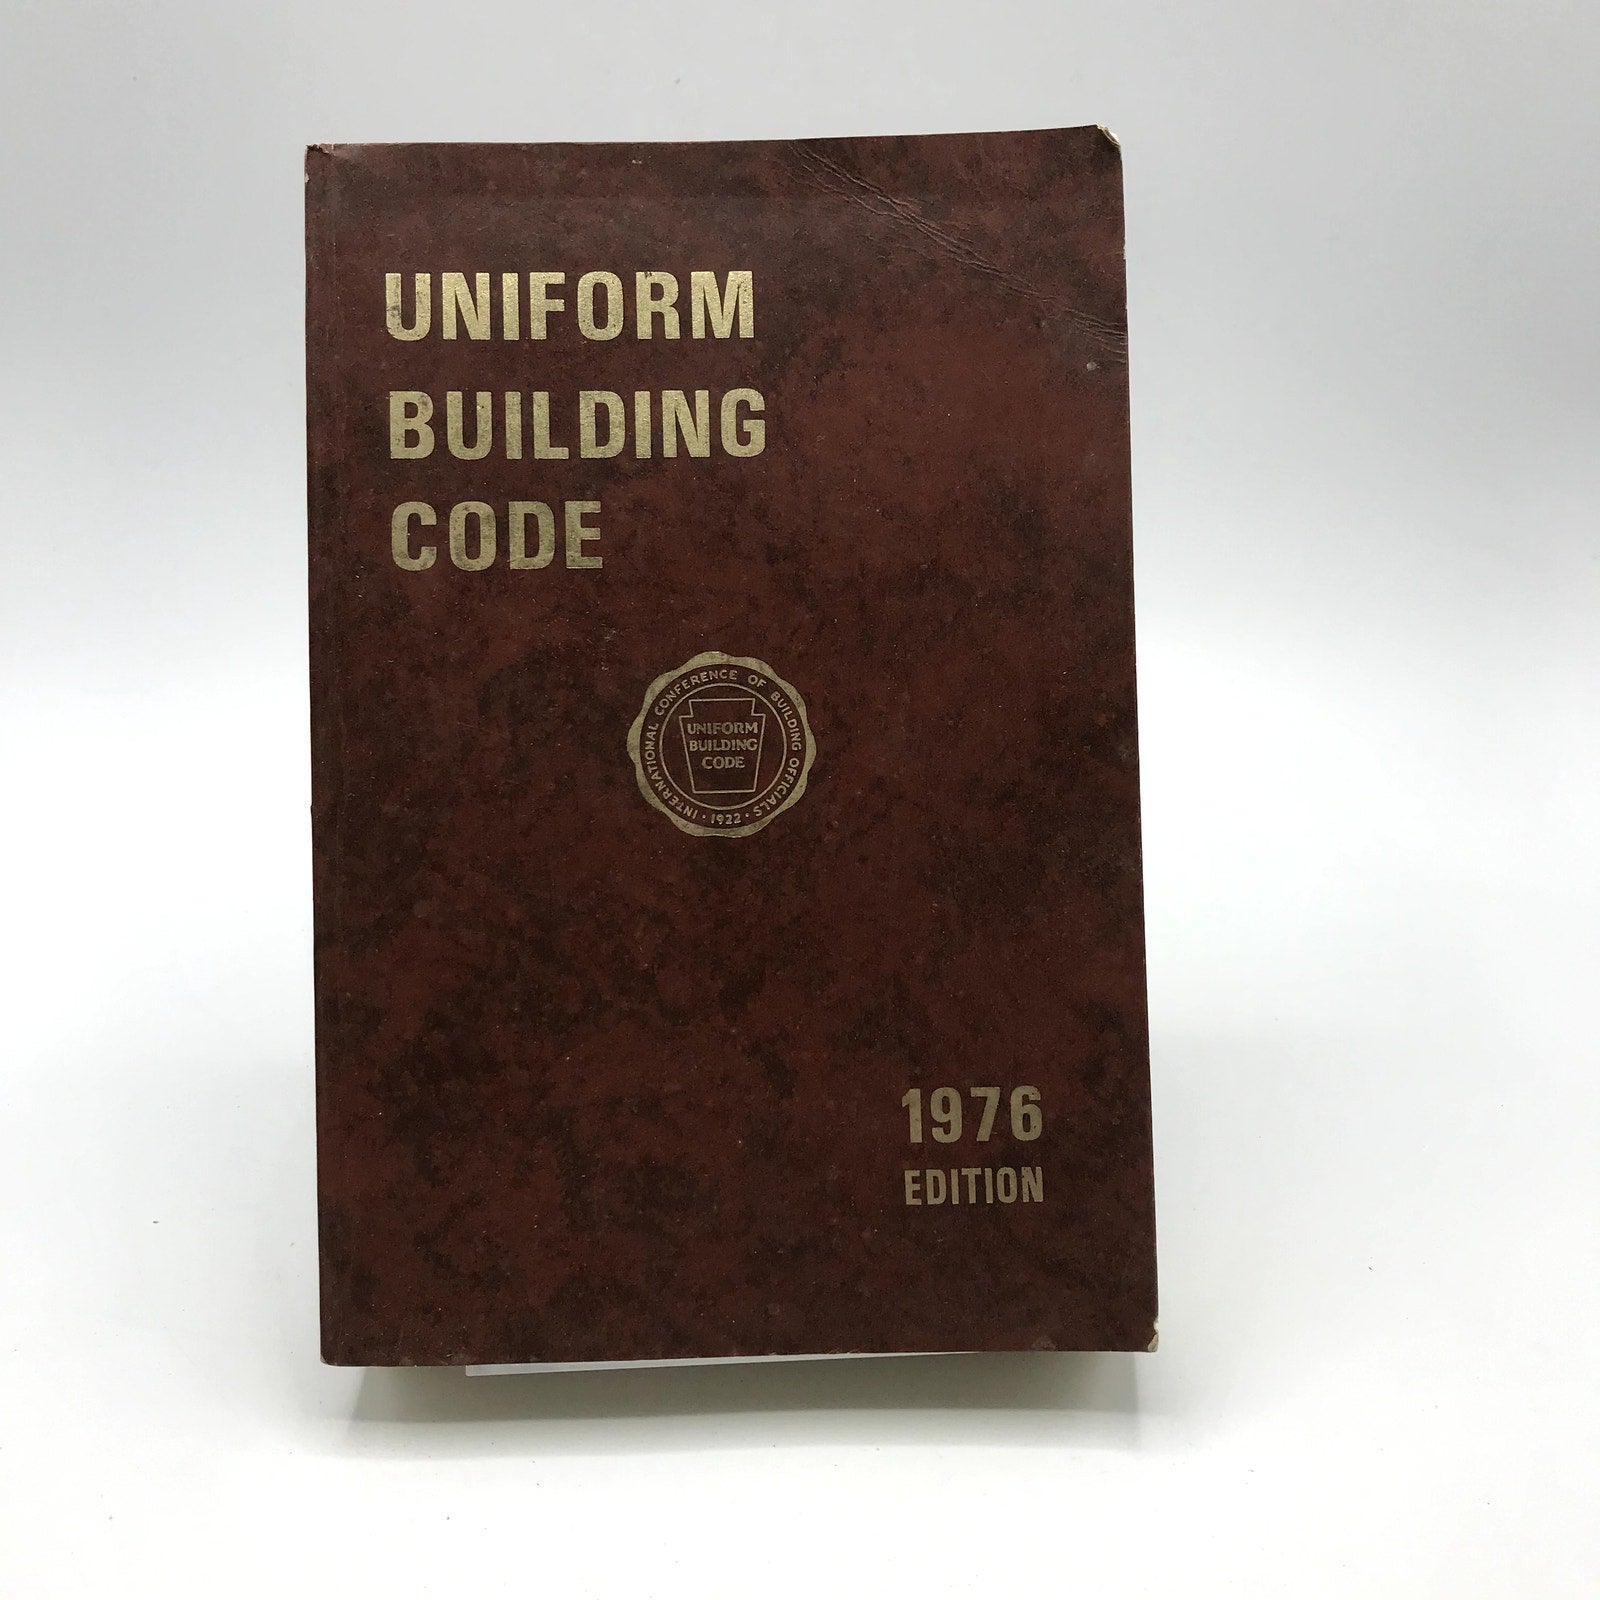 UNIFORM
BUILDING
CODE
INTERNATIONAL CONFERENCE OF BUILDING OFFICIALS
· 1922 ·
UNIFORM
BUILDING
CODE
1976
EDITION